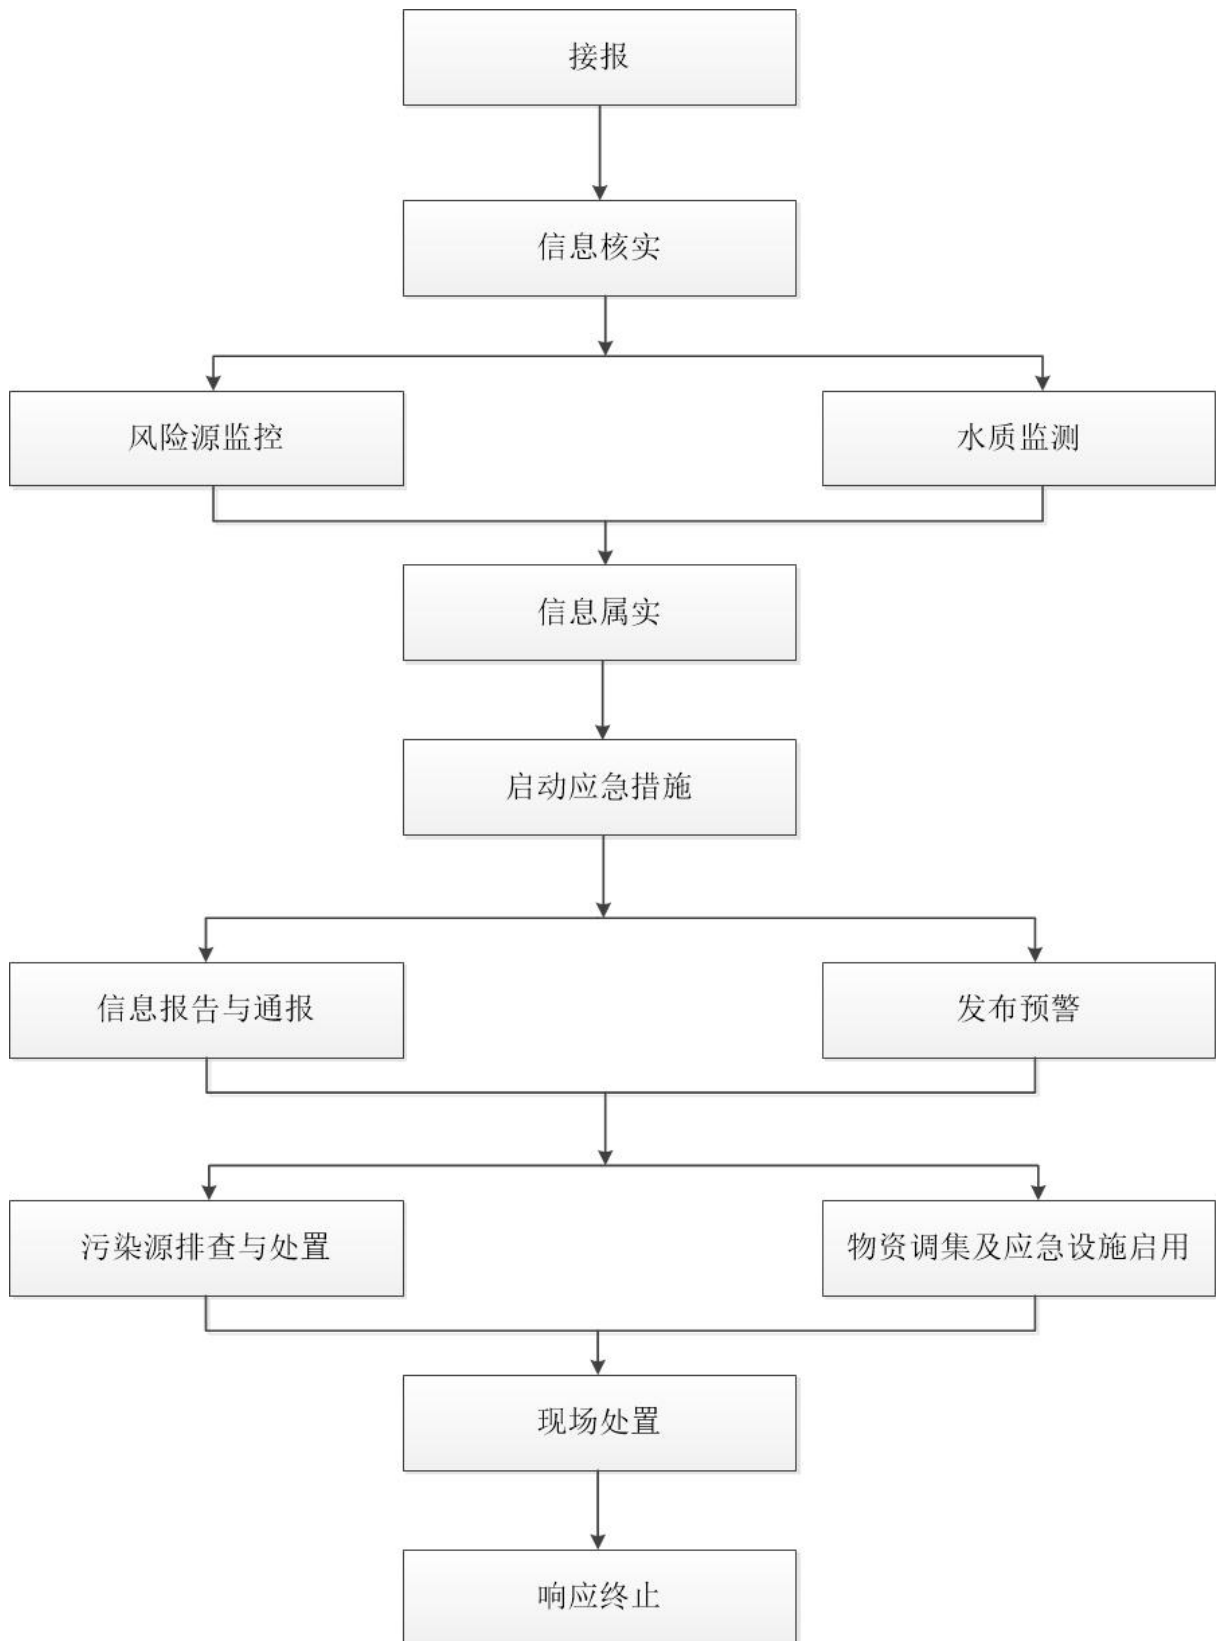 接报
信息核实
风险源监控
水质监测
信息属实
启动应急措施
信息报告与通报
发布预警
污染源排查与处置
物资调集及应急设施启用
现场处置
响应终止